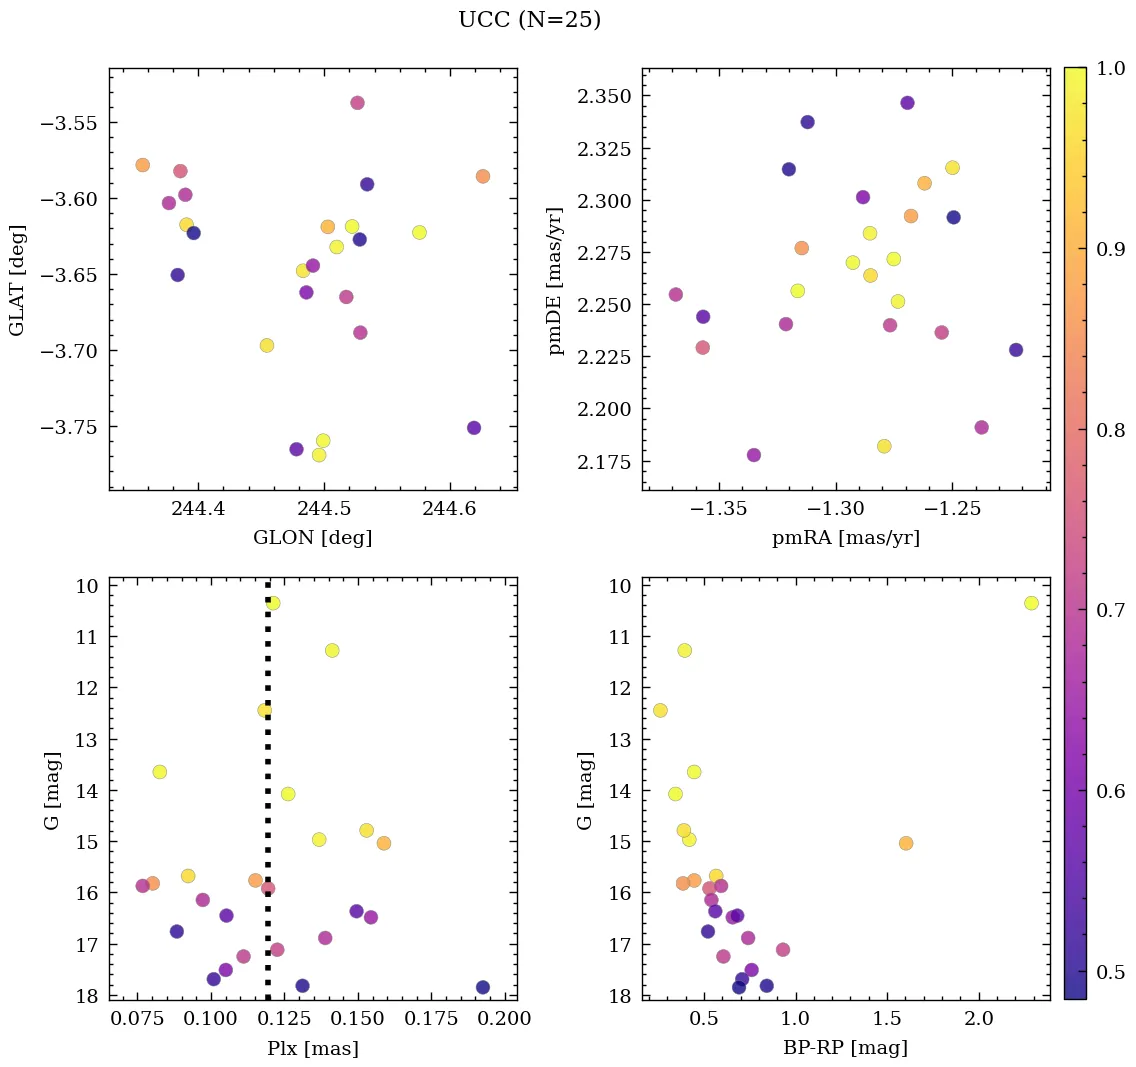 UCC (N=25)
−3.55
−3.60
−3.65
−3.70
−3.75
GLAT [deg]
244.4 244.5 244.6
GLON [deg]
2.350
2.325
2.300
2.275
2.250
2.225
2.200
2.175
pmDE [mas/yr]
−1.35 −1.30 −1.25
pmRA [mas/yr]
10
11
12
13
14
15
16
17
18
G [mag]
0.075 0.100 0.125 0.150 0.175 0.200
Plx [mas]
10
11
12
13
14
15
16
17
18
G [mag]
0.5 1.0 1.5 2.0
BP-RP [mag]
1.0
0.9
0.8
0.7
0.6
0.5